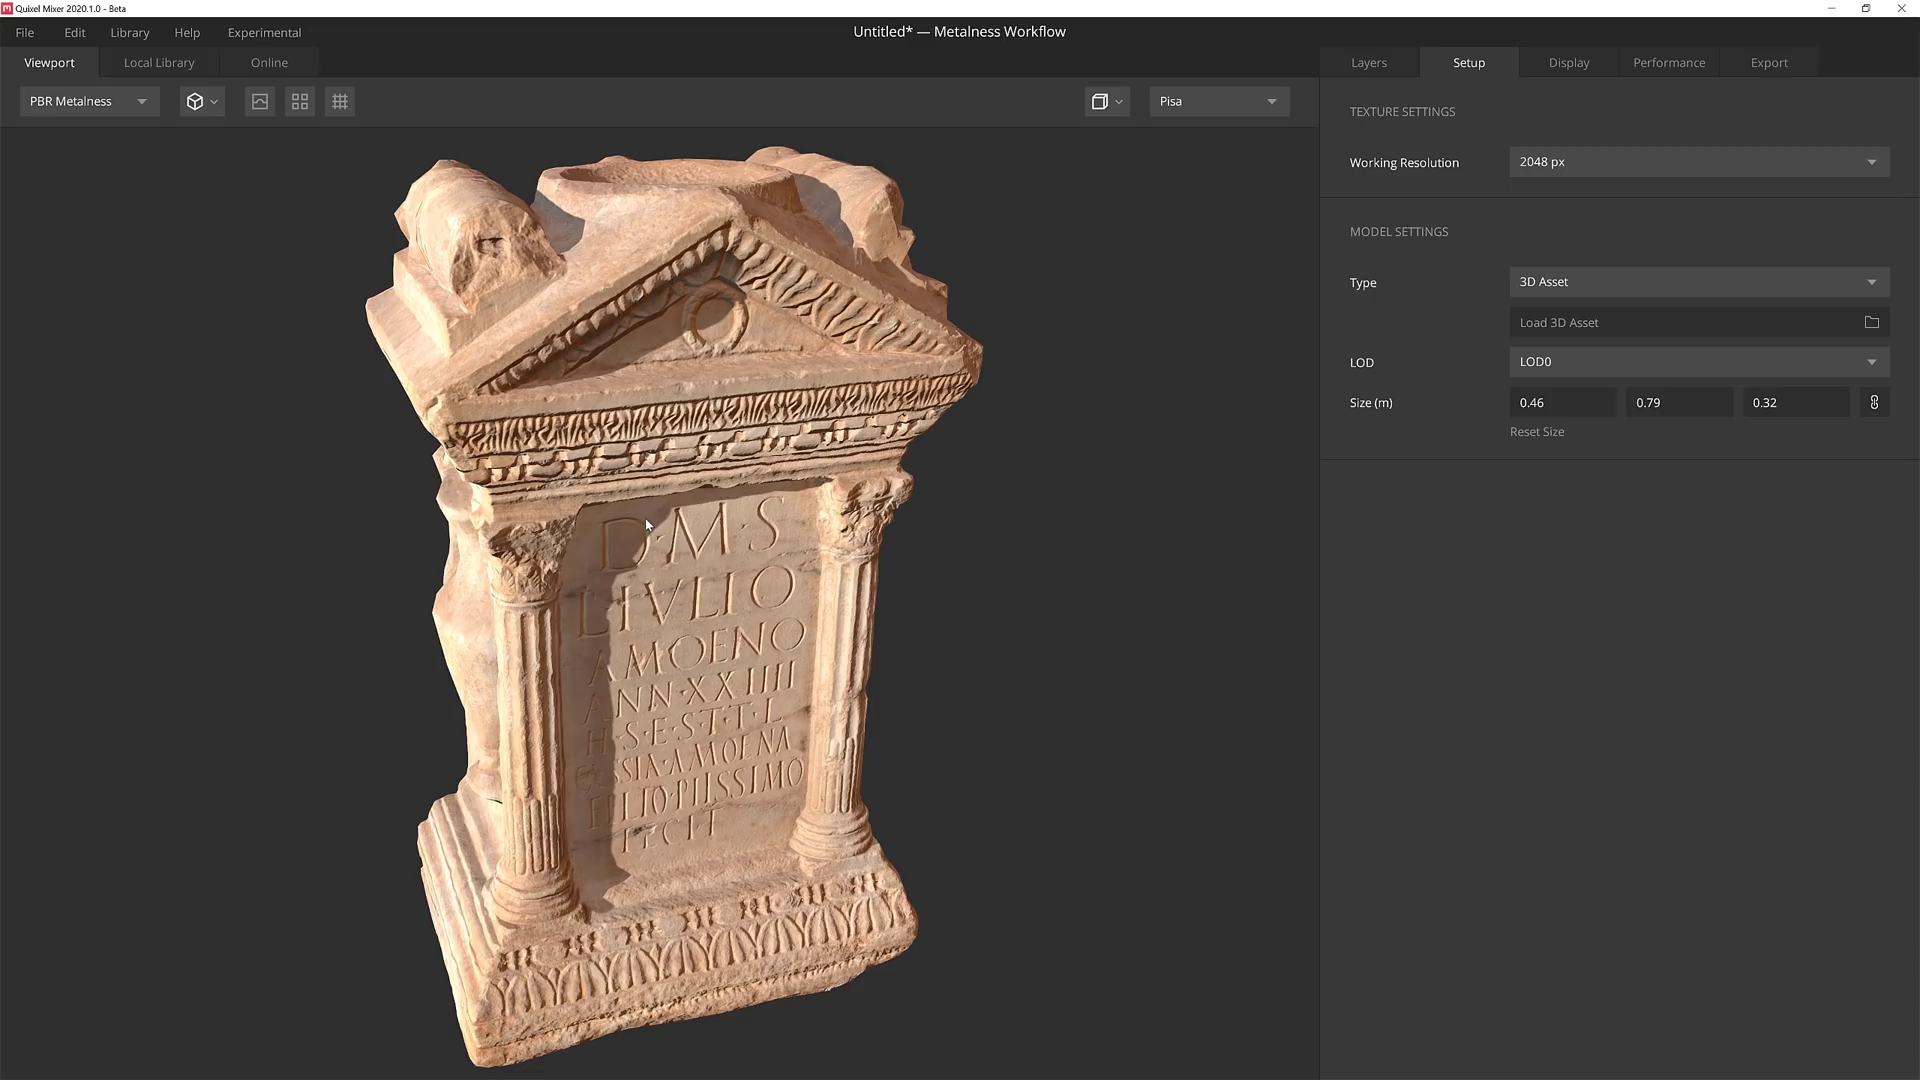 Quixel Mixer 2020.1.0 - Beta
File Edit Library Help Experimental
Untitled* — Metalness Workflow
Viewport Local Library Online
Layers Setup Display Performance Export
PBR Metalness
Pisa
TEXTURE SETTINGS
Working Resolution 2048 px
MODEL SETTINGS
Type 3D Asset
Load 3D Asset
LOD LOD0
Size (m) 0.46 0.79 0.32
Reset Size
D·M·S
L·IVLIO
AMOENO
ANN·XXIIII
H·S·E·S·T·T·L
AMOENA
FILIO·PIISSIMO
FECIT